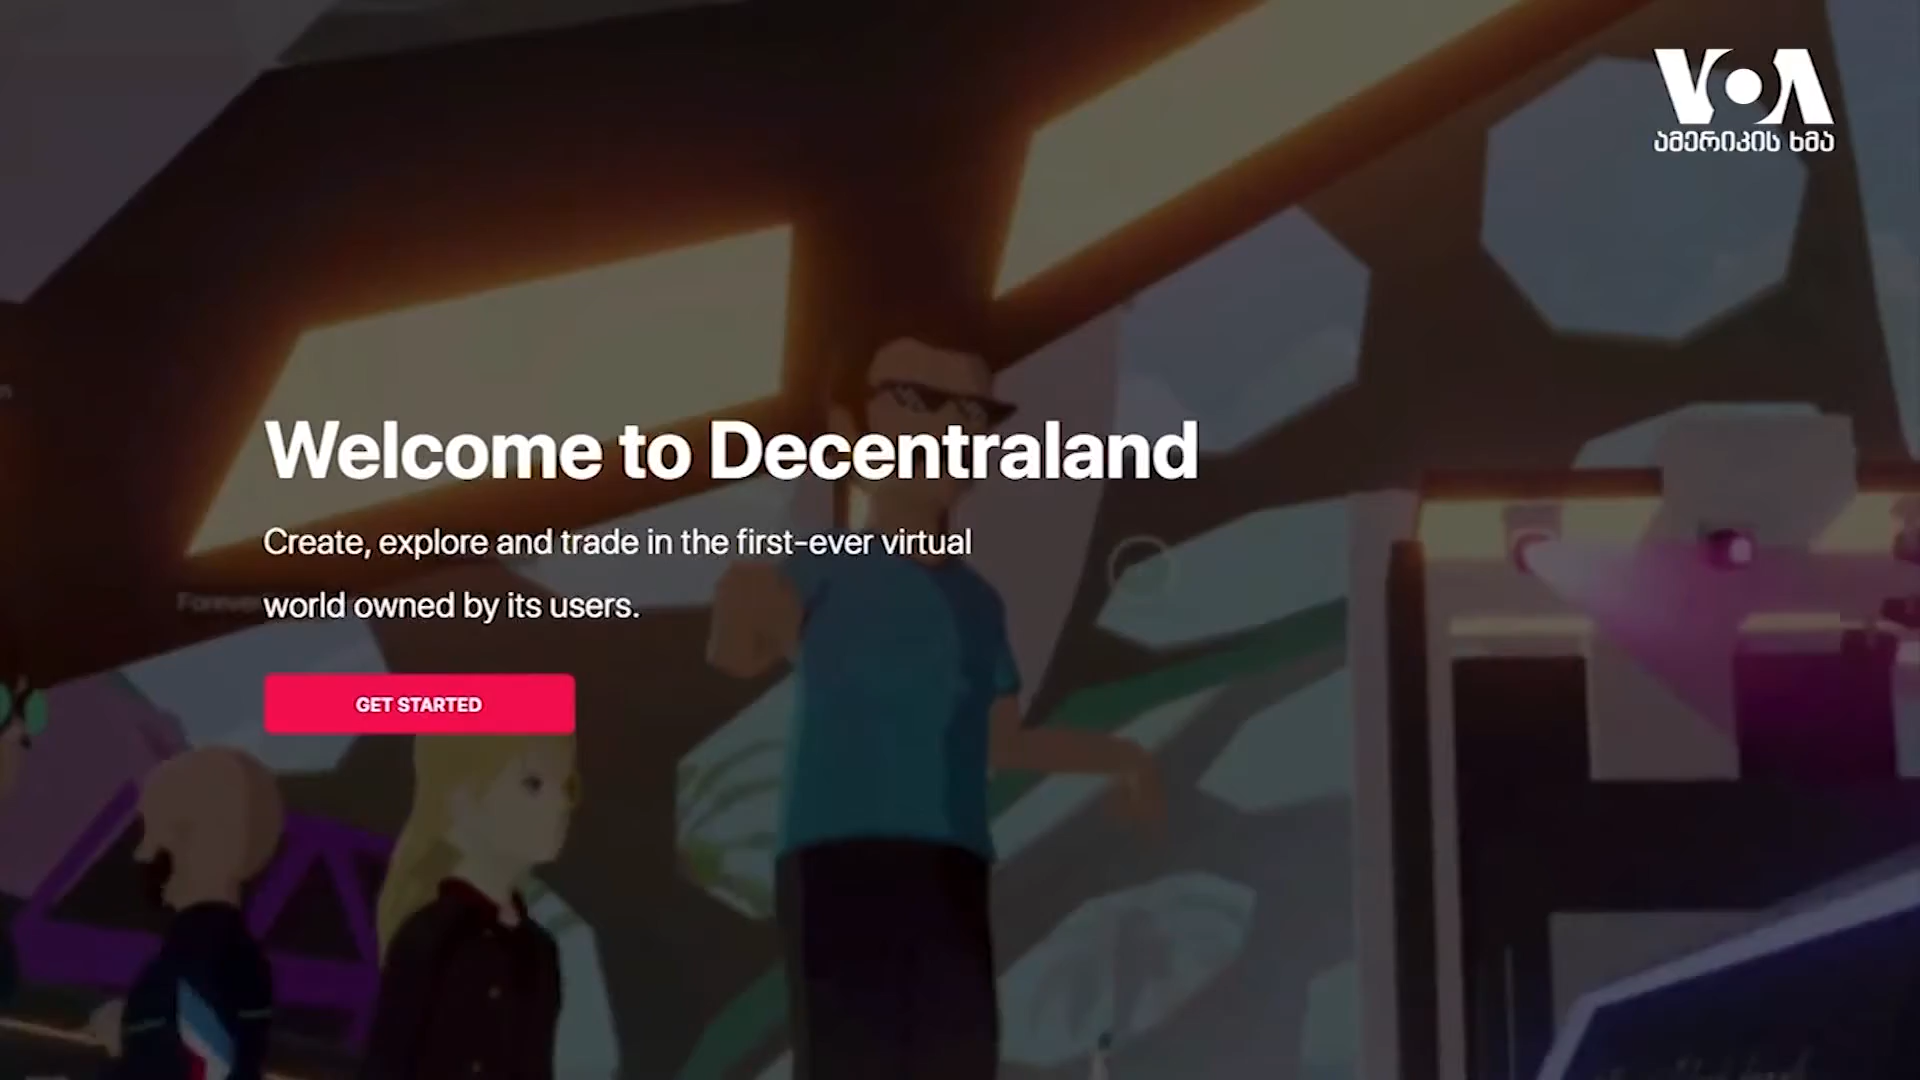 VOA
ამერიკის ხმა
Welcome to Decentraland
Create, explore and trade in the first-ever virtual
world owned by its users.
Forever
GET STARTED